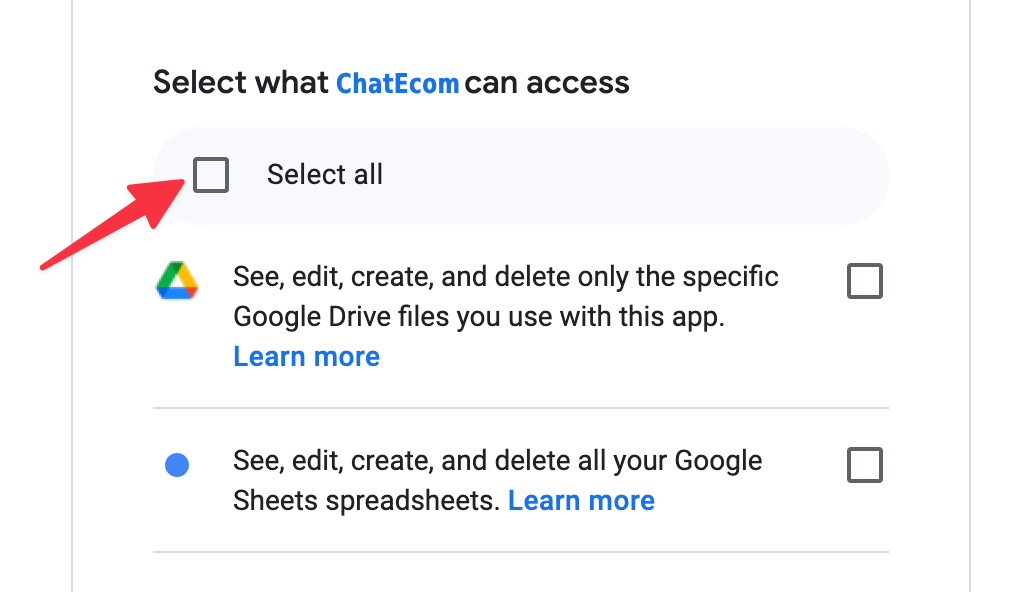 Select what ChatEcom can access
Select all
See, edit, create, and delete only the specific
Google Drive files you use with this app.
Learn more
See, edit, create, and delete all your Google
Sheets spreadsheets. Learn more